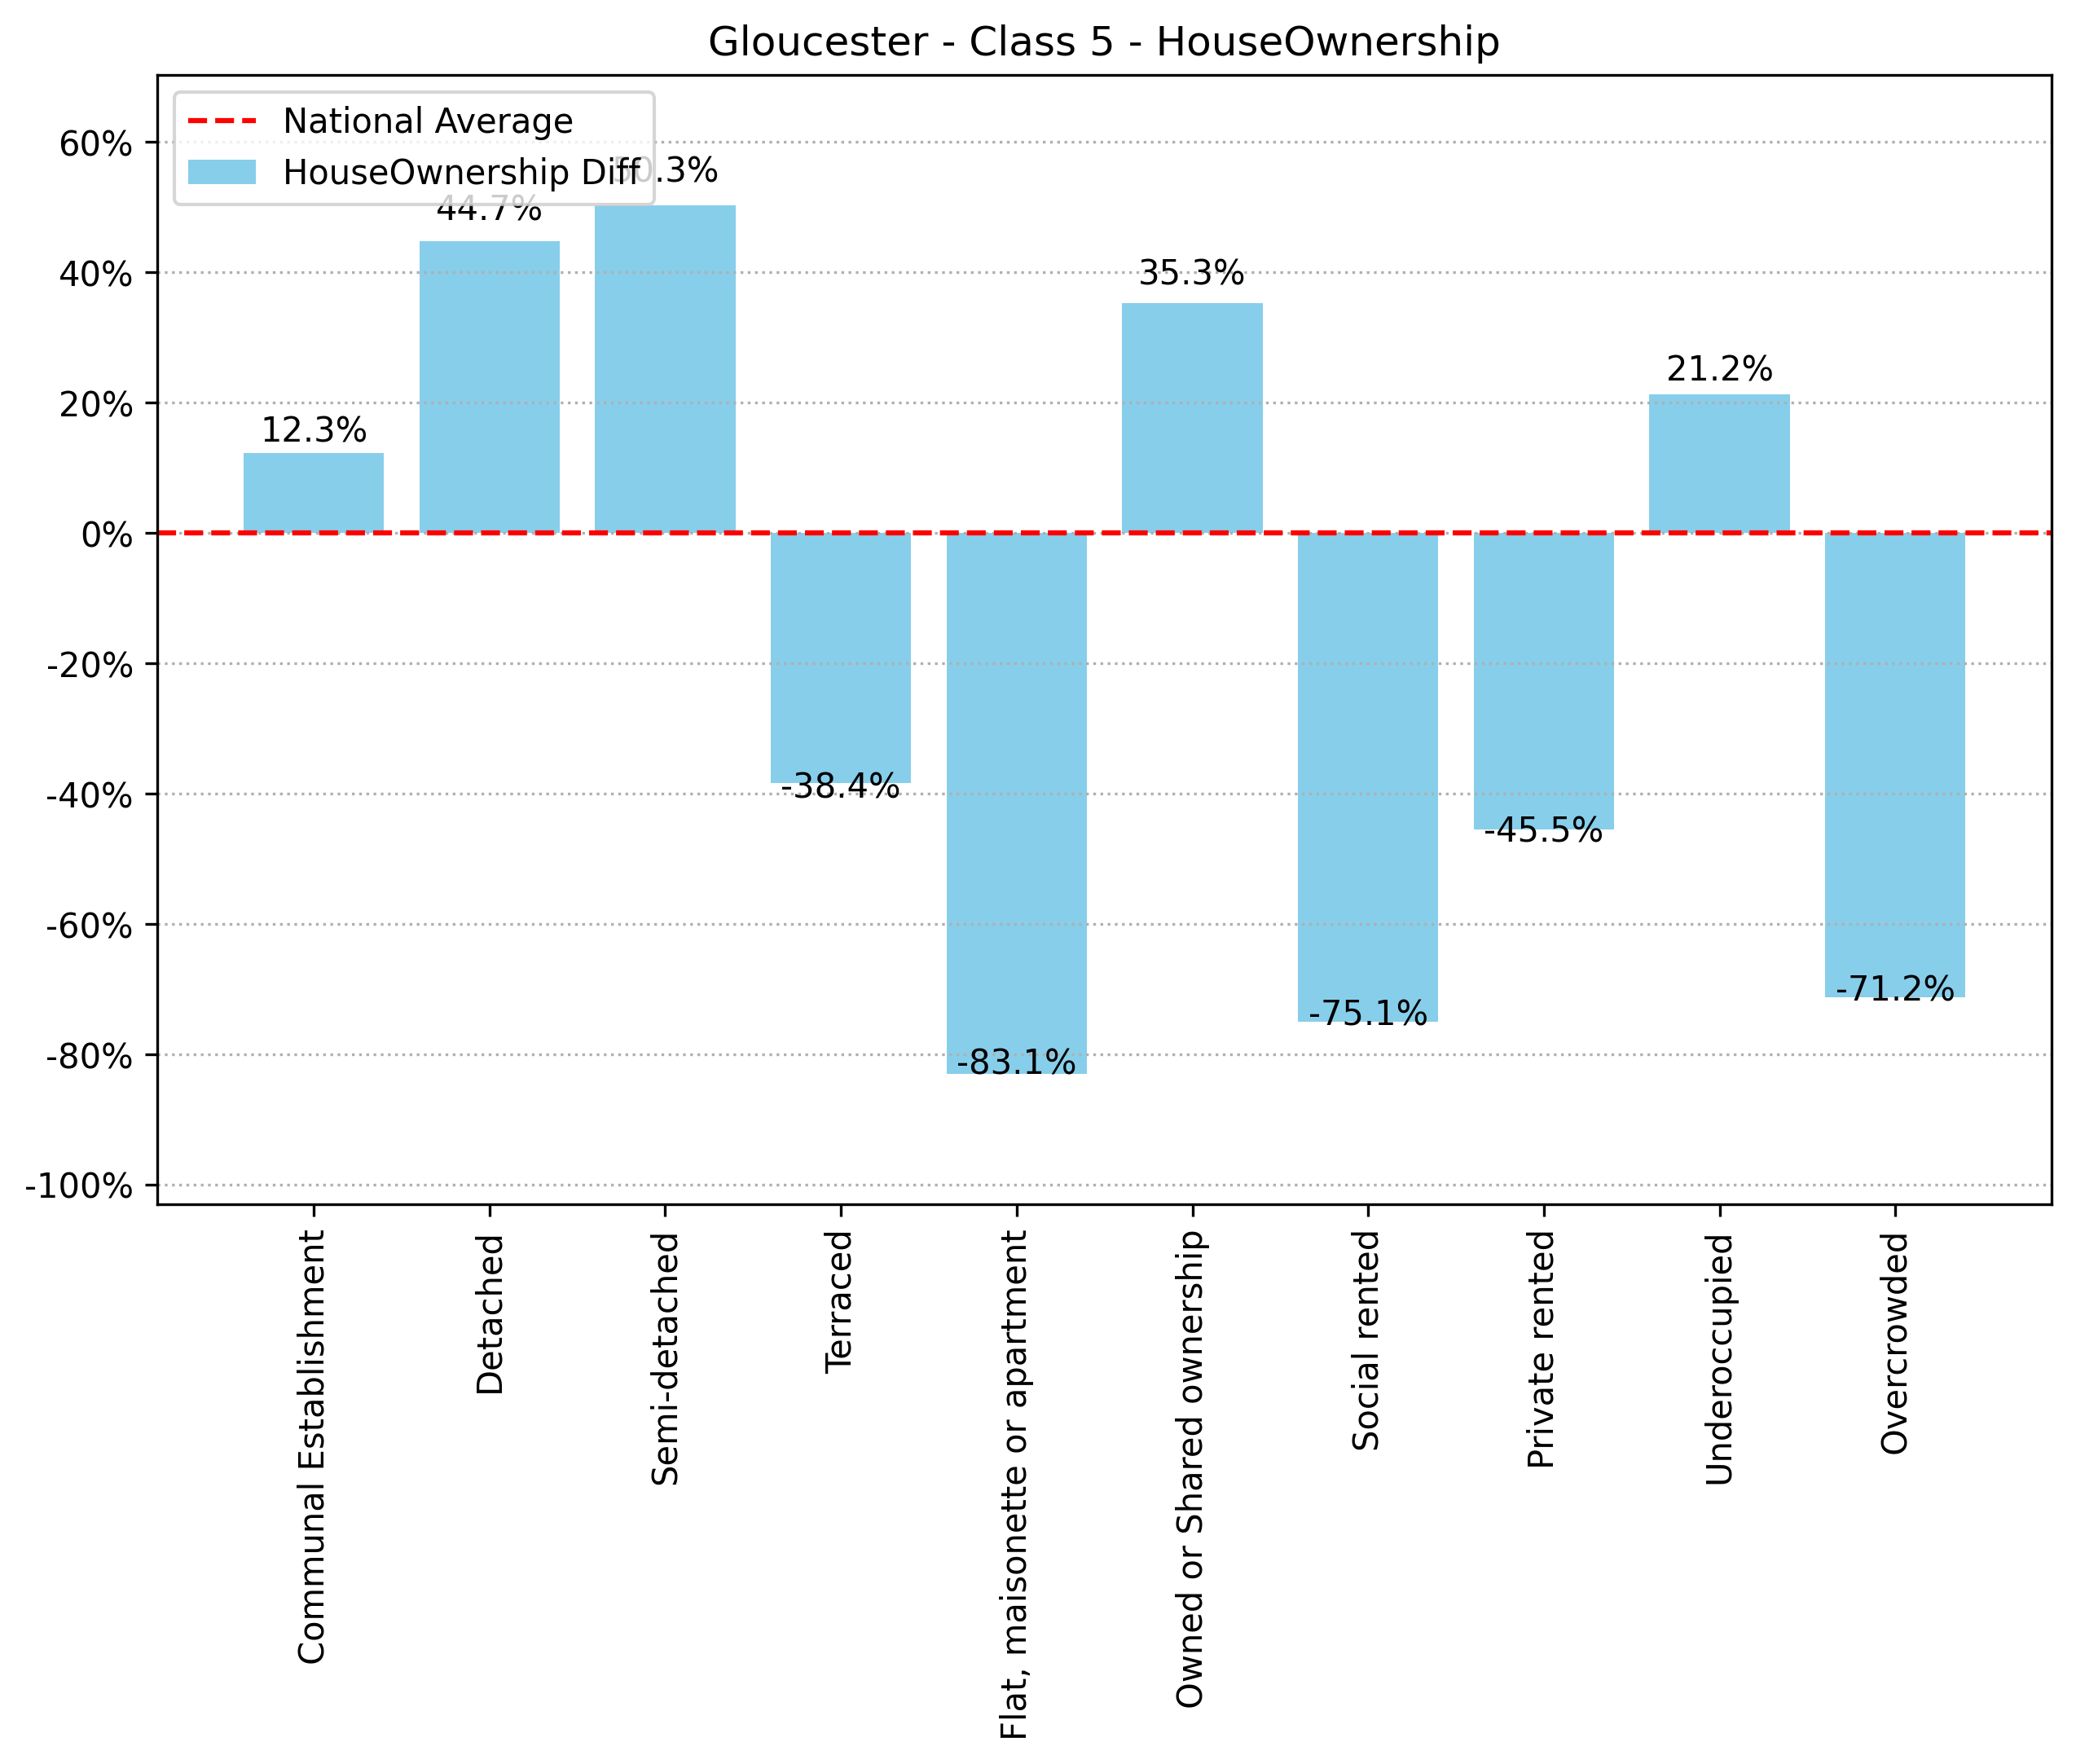 Gloucester - Class 5 - HouseOwnership
National Average
HouseOwnership Diff
60%
40%
20%
0%
-20%
-40%
-60%
-80%
-100%
12.3%
44.7%
50.3%
-38.4%
-83.1%
35.3%
-75.1%
-45.5%
21.2%
-71.2%
Communal Establishment
Detached
Semi-detached
Terraced
Flat, maisonette or apartment
Owned or Shared ownership
Social rented
Private rented
Underoccupied
Overcrowded